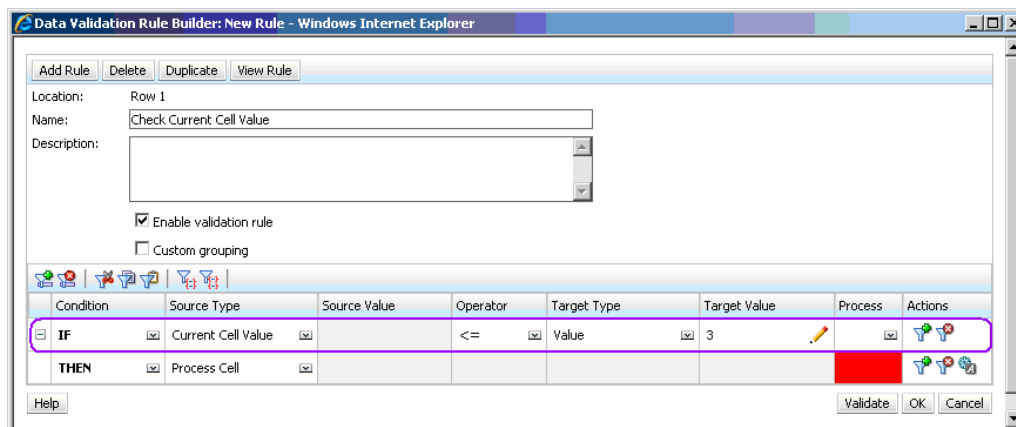 Data Validation Rule Builder: New Rule - Windows Internet Explorer
Add Rule Delete Duplicate View Rule
Location: Row 1
Name: Check Current Cell Value
Description:
Enable validation rule
Custom grouping
Condition Source Type Source Value Operator Target Type Target Value Process Actions
IF Current Cell Value <= Value 3
THEN Process Cell
Help Validate OK Cancel